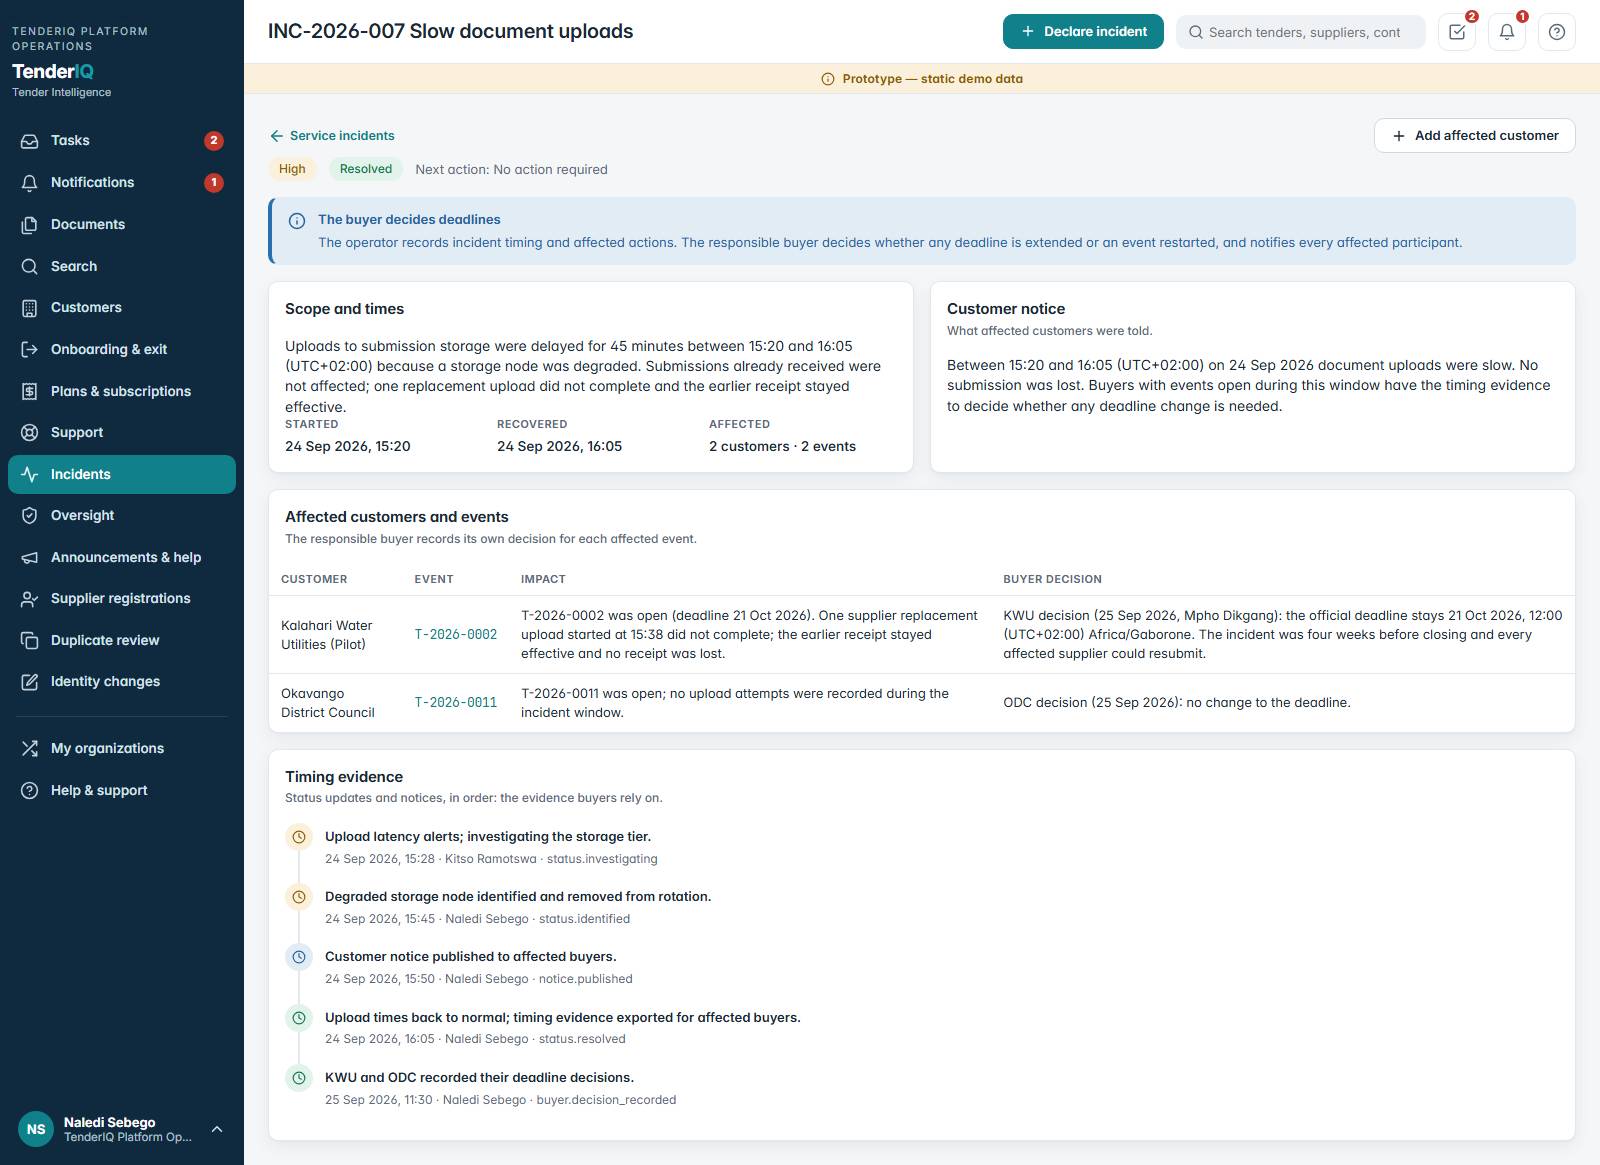 TENDERIQ PLATFORM
OPERATIONS
TenderIQ
Tender Intelligence
Tasks 2
Notifications 1
Documents
Search
Customers
Onboarding & exit
Plans & subscriptions
Support
Incidents
Oversight
Announcements & help
Supplier registrations
Duplicate review
Identity changes
My organizations
Help & support
NS
Naledi Sebego
TenderIQ Platform Op...
INC-2026-007 Slow document uploads
Declare incident
Search tenders, suppliers, cont
2
1
Prototype — static demo data
Service incidents
Add affected customer
High Resolved Next action: No action required
The buyer decides deadlines
The operator records incident timing and affected actions. The responsible buyer decides whether any deadline is extended or an event restarted, and notifies every affected participant.
Scope and times
Uploads to submission storage were delayed for 45 minutes between 15:20 and 16:05
(UTC+02:00) because a storage node was degraded. Submissions already received were
not affected; one replacement upload did not complete and the earlier receipt stayed
effective.
STARTED RECOVERED AFFECTED
24 Sep 2026, 15:20 24 Sep 2026, 16:05 2 customers · 2 events
Customer notice
What affected customers were told.
Between 15:20 and 16:05 (UTC+02:00) on 24 Sep 2026 document uploads were slow. No
submission was lost. Buyers with events open during this window have the timing evidence
to decide whether any deadline change is needed.
Affected customers and events
The responsible buyer records its own decision for each affected event.
CUSTOMER EVENT IMPACT BUYER DECISION
Kalahari Water
Utilities (Pilot)
T-2026-0002
T-2026-0002 was open (deadline 21 Oct 2026). One supplier replacement
upload started at 15:38 did not complete; the earlier receipt stayed
effective and no receipt was lost.
KWU decision (25 Sep 2026, Mpho Dikgang): the official deadline stays 21 Oct 2026, 12:00
(UTC+02:00) Africa/Gaborone. The incident was four weeks before closing and every
affected supplier could resubmit.
Okavango
District Council
T-2026-0011
T-2026-0011 was open; no upload attempts were recorded during the
incident window.
ODC decision (25 Sep 2026): no change to the deadline.
Timing evidence
Status updates and notices, in order: the evidence buyers rely on.
Upload latency alerts; investigating the storage tier.
24 Sep 2026, 15:28 · Kitso Ramotswa · status.investigating
Degraded storage node identified and removed from rotation.
24 Sep 2026, 15:45 · Naledi Sebego · status.identified
Customer notice published to affected buyers.
24 Sep 2026, 15:50 · Naledi Sebego · notice.published
Upload times back to normal; timing evidence exported for affected buyers.
24 Sep 2026, 16:05 · Naledi Sebego · status.resolved
KWU and ODC recorded their deadline decisions.
25 Sep 2026, 11:30 · Naledi Sebego · buyer.decision_recorded